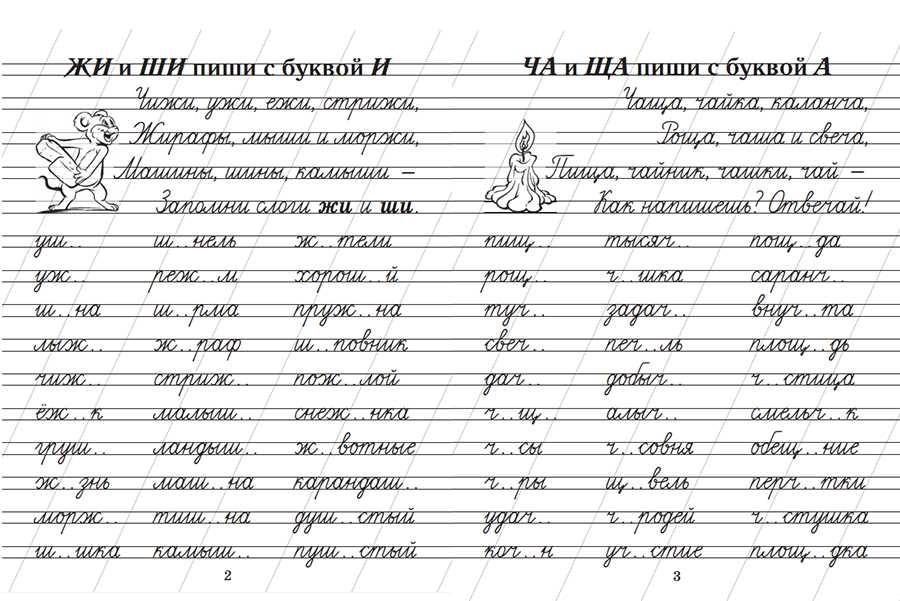 ЖИ и ШИ пиши с буквой И
Чижи, ужи, ежи, стрижи,
Жирафы, мыши и моржи,
Машины, шины, камыши –
Запомни слоги жи и ши.
уш.. ш..нель ж..тели
уж.. реж..м хорош..й
ш..на ш..рма пруж..на
лыж.. ж..раф ш..повник
чиж.. стриж.. пож..лой
ёж..к малыш.. снеж..нка
груш.. ландыш.. ж..вотные
ж..знь маш..на карандаш..
морж.. тиш..на душ..стый
ш..шка камыш.. пуш..стый
2
ЧА и ЩА пиши с буквой А
Чаща, чайка, каланча,
Роща, чаша и свеча,
Пища, чайник, чашки, чай –
Как напишешь? Отвечай!
пищ.. тысяч.. пощ..да
рощ.. ч..шка саранч..
туч.. задач.. внуч..та
свеч.. печ..ль площ..дь
дач.. добыч.. ч..стица
ч..щ.. алыч.. смельч..к
ч..сы ч..совня обещ..ние
ч..ры щ..вель перч..тки
удач.. ч..родей ч..стушка
коч..н уч..стие площ..дка
3